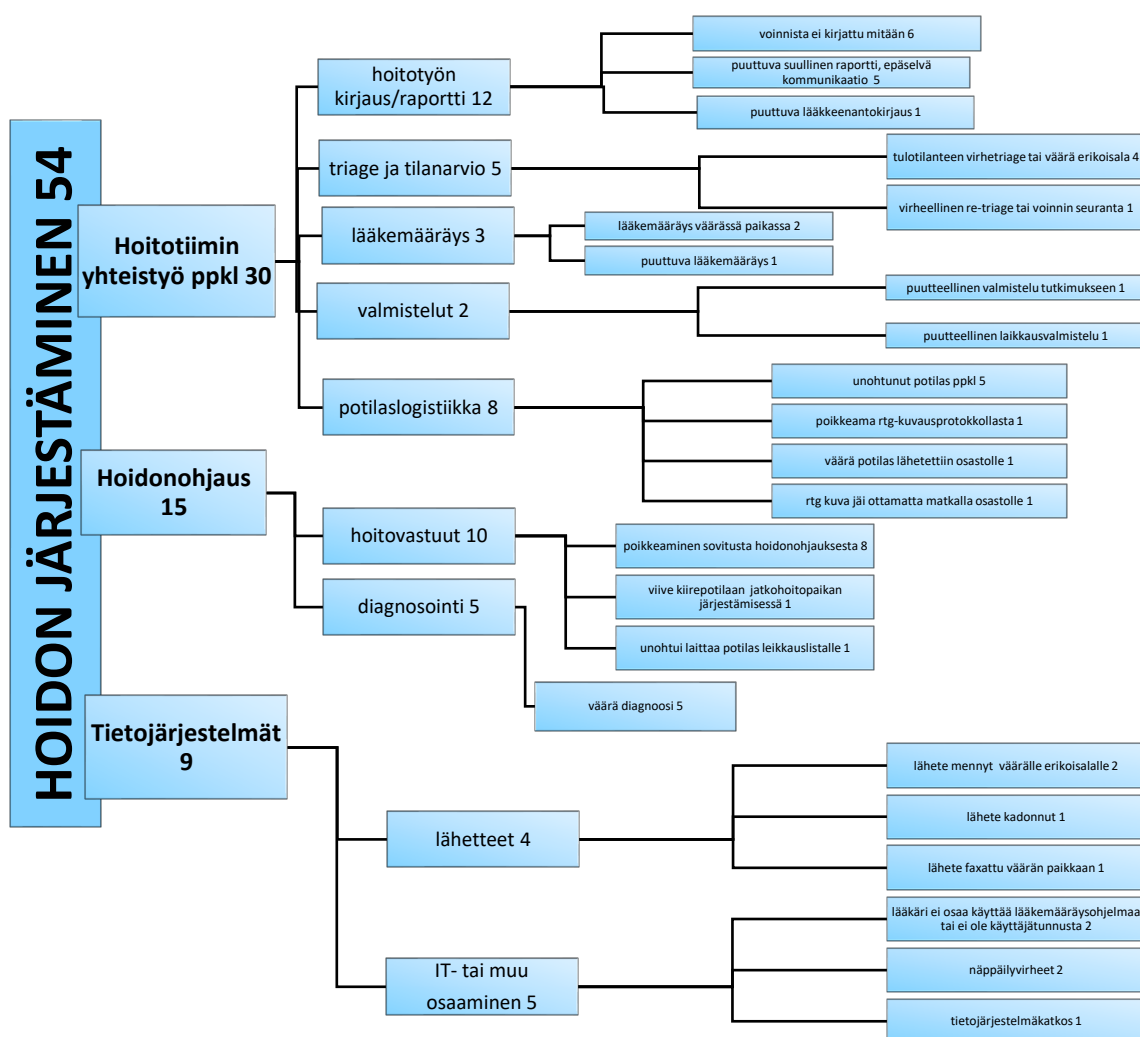 HOIDON JÄRJESTÄMINEN 54
Hoitotiimin
yhteistyö ppkl 30
hoitotyön
kirjaus/raportti 12
voinnista ei kirjattu mitään 6
puuttuva suullinen raportti, epäselvä
kommunikaatio 5
puuttuva lääkkeenantokirjaus 1
triage ja tilanarvio 5
tulotilanteen virhetriage tai väärä erikoisala 4
virheellinen re-triage tai voinnin seuranta 1
lääkemääräys 3
lääkemääräys väärässä paikassa 2
puuttuva lääkemääräys 1
valmistelut 2
puutteellinen valmistelu tutkimukseen 1
puutteellinen laikkausvalmistelu 1
potilaslogistiikka 8
unohtunut potilas ppkl 5
poikkeama rtg-kuvausprotokkollasta 1
väärä potilas lähetettiin osastolle 1
rtg kuva jäi ottamatta matkalla osastolle 1
Hoidonohjaus
15
hoitovastuut 10
poikkeaminen sovitusta hoidonohjauksesta 8
viive kiirepotilaan jatkohoitopaikan
järjestämisessä 1
unohtui laittaa potilas leikkauslistalle 1
diagnosointi 5
väärä diagnoosi 5
Tietojärjestelmät
9
lähetteet 4
lähete mennyt väärälle erikoisalalle 2
lähete kadonnut 1
lähete faxattu väärän paikkaan 1
IT- tai muu
osaaminen 5
lääkäri ei osaa käyttää lääkemääräysohjelmaa
tai ei ole käyttäjätunnusta 2
näppäilyvirheet 2
tietojärjestelmäkatkos 1